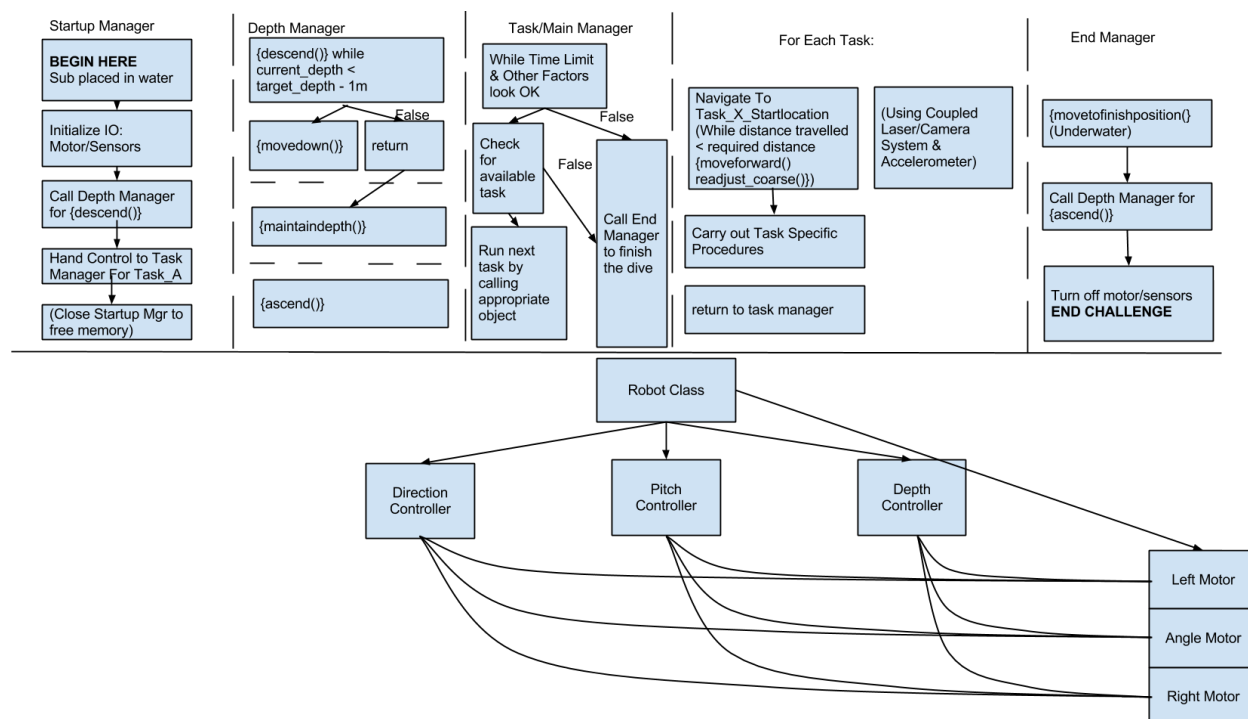 Startup Manager
BEGIN HERE
Sub placed in water
Initialize IO:
Motor/Sensors
Call Depth Manager
for {descend()}
Hand Control to Task
Manager For Task_A
(Close Startup Mgr to
free memory)
Depth Manager
{descend()} while
current_depth <
target_depth - 1m
False
{movedown()}
return
{maintaindepth()}
{ascend()}
Task/Main Manager
While Time Limit
& Other Factors
look OK
False
Check
for
available
task
False
Run next
task by
calling
appropriate
object
Call End
Manager
to finish
the dive
For Each Task:
Navigate To
Task_X_Startlocation
(While distance travelled
< required distance
{moveforward()
readjust_coarse()})
(Using Coupled
Laser/Camera
System &
Accelerometer)
Carry out Task Specific
Procedures
return to task manager
End Manager
{movetofinishposition(}
(Underwater)
Call Depth Manager for
{ascend()}
Turn off motor/sensors
END CHALLENGE
Robot Class
Direction
Controller
Pitch
Controller
Depth
Controller
Left Motor
Angle Motor
Right Motor